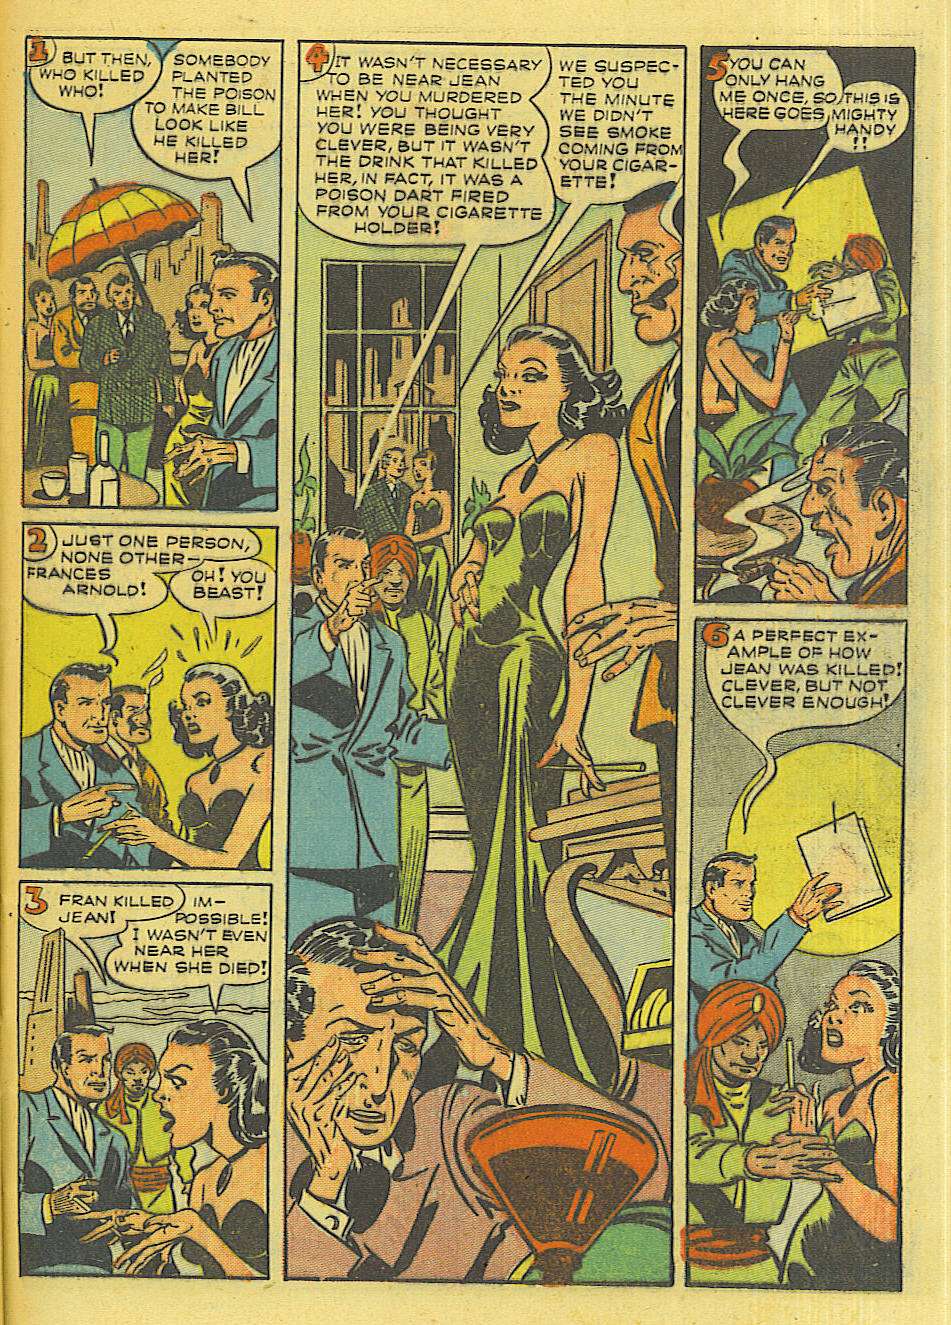 1
BUT THEN,
WHO KILLED
WHO!
SOMEBODY
PLANTED
THE POISON
TO MAKE BILL
LOOK LIKE
HE KILLED
HER!
2
JUST ONE PERSON,
NONE OTHER-
FRANCES
ARNOLD!
OH! YOU
BEAST!
3
FRAN KILLED
JEAN!
IM-
POSSIBLE!
I WASN'T EVEN
NEAR HER
WHEN SHE DIED!
4
IT WASN'T NECESSARY
TO BE NEAR JEAN
WHEN YOU MURDERED
HER! YOU THOUGHT
YOU WERE BEING VERY
CLEVER, BUT IT WASN'T
THE DRINK THAT KILLED
HER, IN FACT, IT WAS A
POISON DART FIRED
FROM YOUR CIGARETTE
HOLDER!
WE SUSPEC-
TED YOU
THE MINUTE
WE DIDN'T
SEE SMOKE
COMING FROM
YOUR CIGAR-
ETTE!
5
YOU CAN
ONLY HANG
ME ONCE, SO
HERE GOES
THIS IS
MIGHTY
HANDY
!!
6
A PERFECT EX-
AMPLE OF HOW
JEAN WAS KILLED!
CLEVER, BUT NOT
CLEVER ENOUGH!